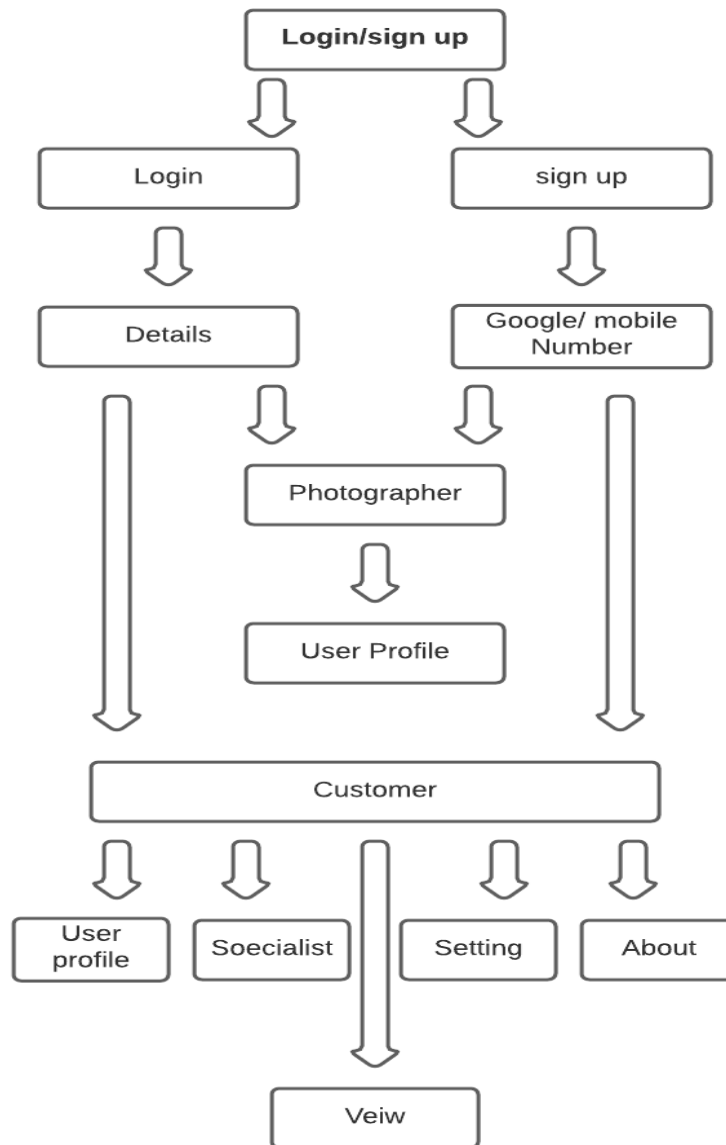 Login/sign up
Login
sign up
Details
Google/ mobile
Number
Photographer
User Profile
Customer
User
profile
Soecialist
Setting
About
Veiw